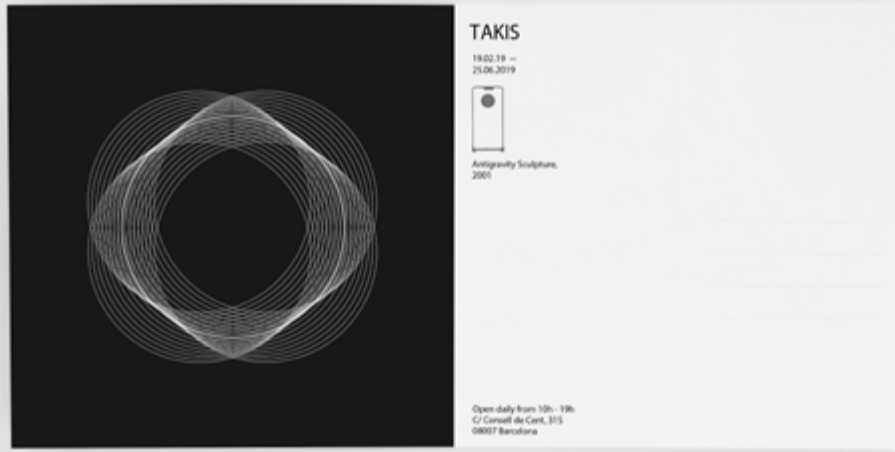 TAKIS
19.02.19 —
25.06.2019
Antigravity Sculpture,
2001
Open daily from 10h - 19h
C/ Consell de Cent, 315
08007 Barcelona